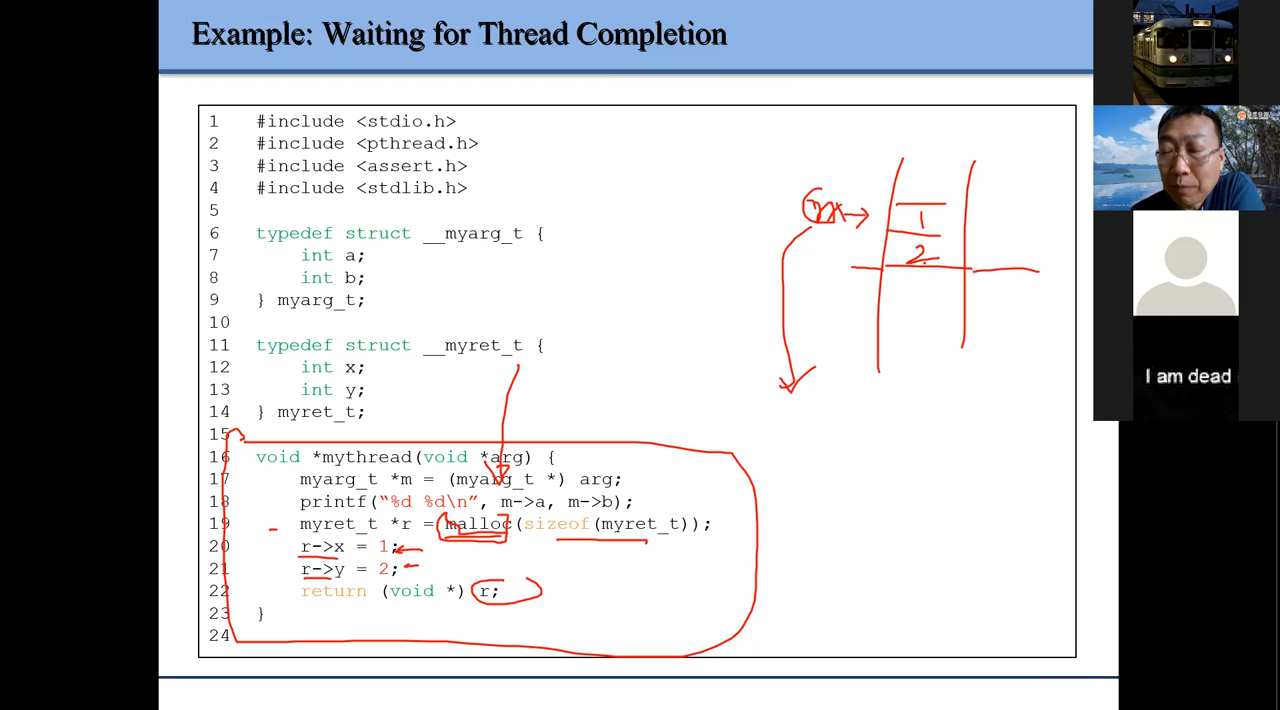 Example: Waiting for Thread Completion
1 #include <stdio.h>
2 #include <pthread.h>
3 #include <assert.h>
4 #include <stdlib.h>
5
6 typedef struct __myarg_t {
7 int a;
8 int b;
9 } myarg_t;
10
11 typedef struct __myret_t {
12 int x;
13 int y;
14 } myret_t;
15
16 void *mythread(void *arg) {
17 myarg_t *m = (myarg_t *) arg;
18 printf(“%d %d\n”, m->a, m->b);
19 myret_t *r = malloc(sizeof(myret_t));
20 r->x = 1;
21 r->y = 2;
22 return (void *) r;
23 }
24
1
2
I am dead